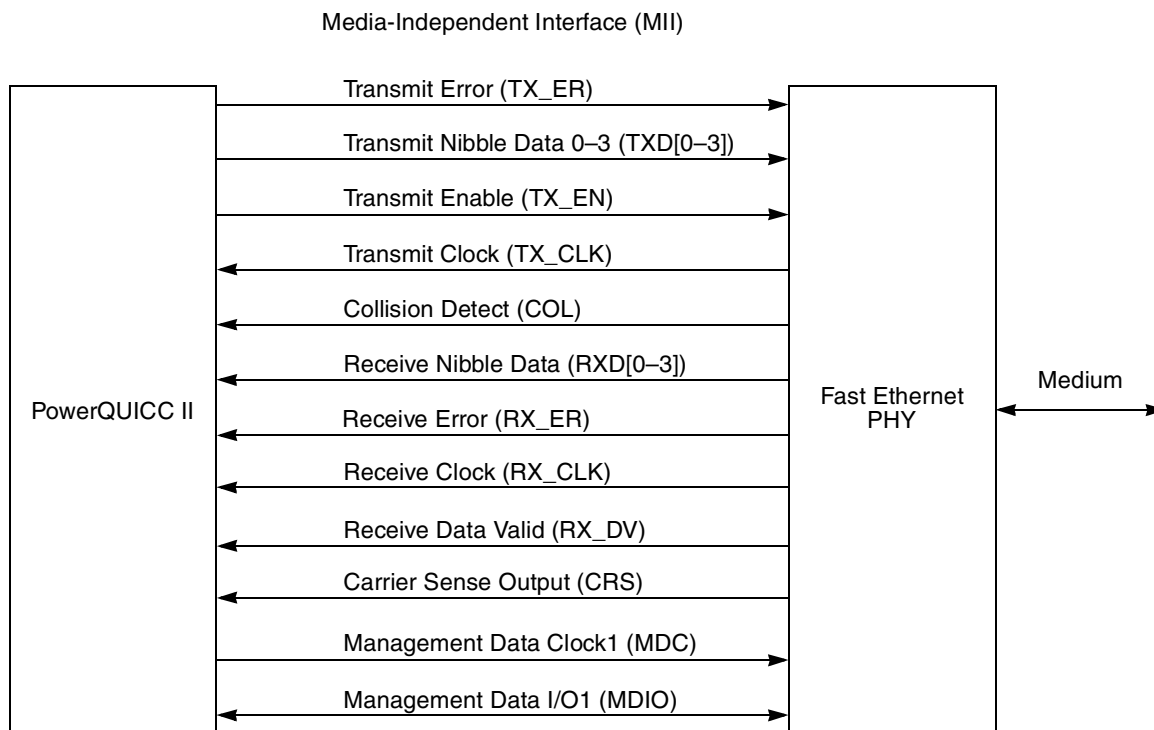 Media-Independent Interface (MII)
Transmit Error (TX_ER)
Transmit Nibble Data 0–3 (TXD[0–3])
Transmit Enable (TX_EN)
Transmit Clock (TX_CLK)
Collision Detect (COL)
Receive Nibble Data (RXD[0–3])
PowerQUICC II
Receive Error (RX_ER)
Fast Ethernet
PHY
Medium
Receive Clock (RX_CLK)
Receive Data Valid (RX_DV)
Carrier Sense Output (CRS)
Management Data Clock1 (MDC)
Management Data I/O1 (MDIO)